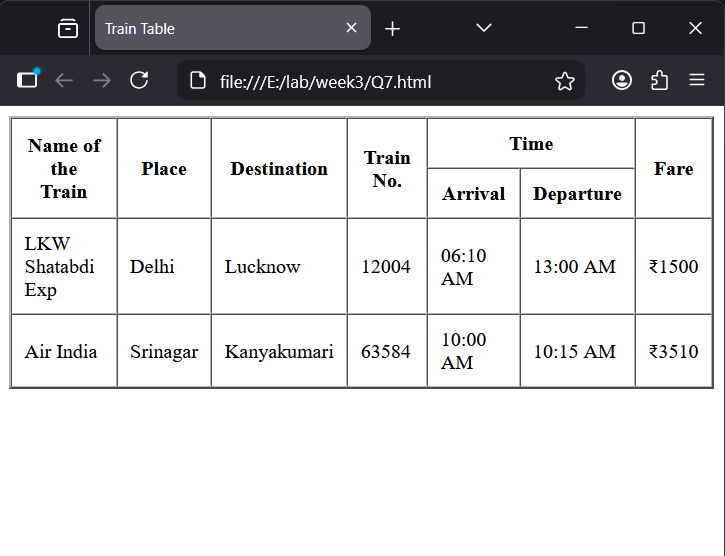 Train Table
file:///E:/lab/week3/Q7.html
Name of
the
Train
Place
Destination
Train
No.
Time
Arrival
Departure
Fare
LKW
Shatabdi
Exp
Delhi
Lucknow
12004
06:10
AM
13:00 AM
₹1500
Air India
Srinagar
Kanyakumari
63584
10:00
AM
10:15 AM
₹3510